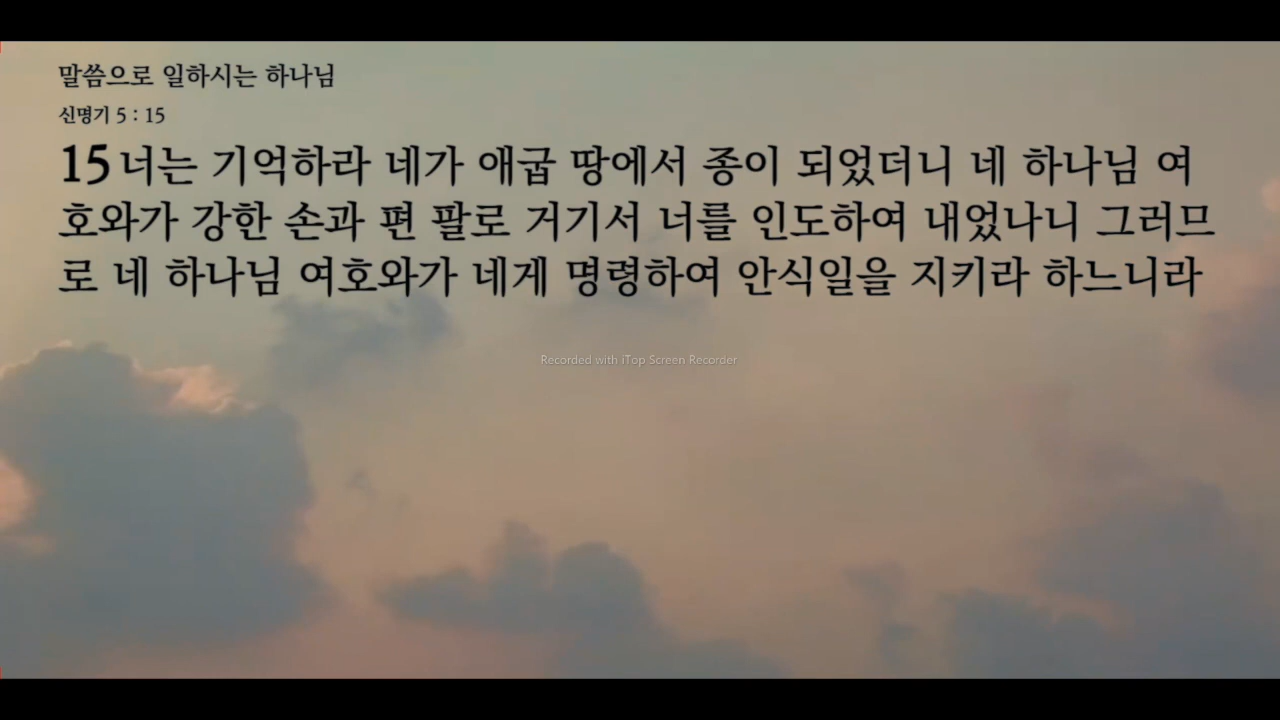 말씀으로 일하시는 하나님
신명기 5 : 15
15 너는 기억하라 네가 애굽 땅에서 종이 되었더니 네 하나님 여
호와가 강한 손과 편 팔로 거기서 너를 인도하여 내었나니 그러므
로 네 하나님 여호와가 네게 명령하여 안식일을 지키라 하느니라
Recorded with iTop Screen Recorder